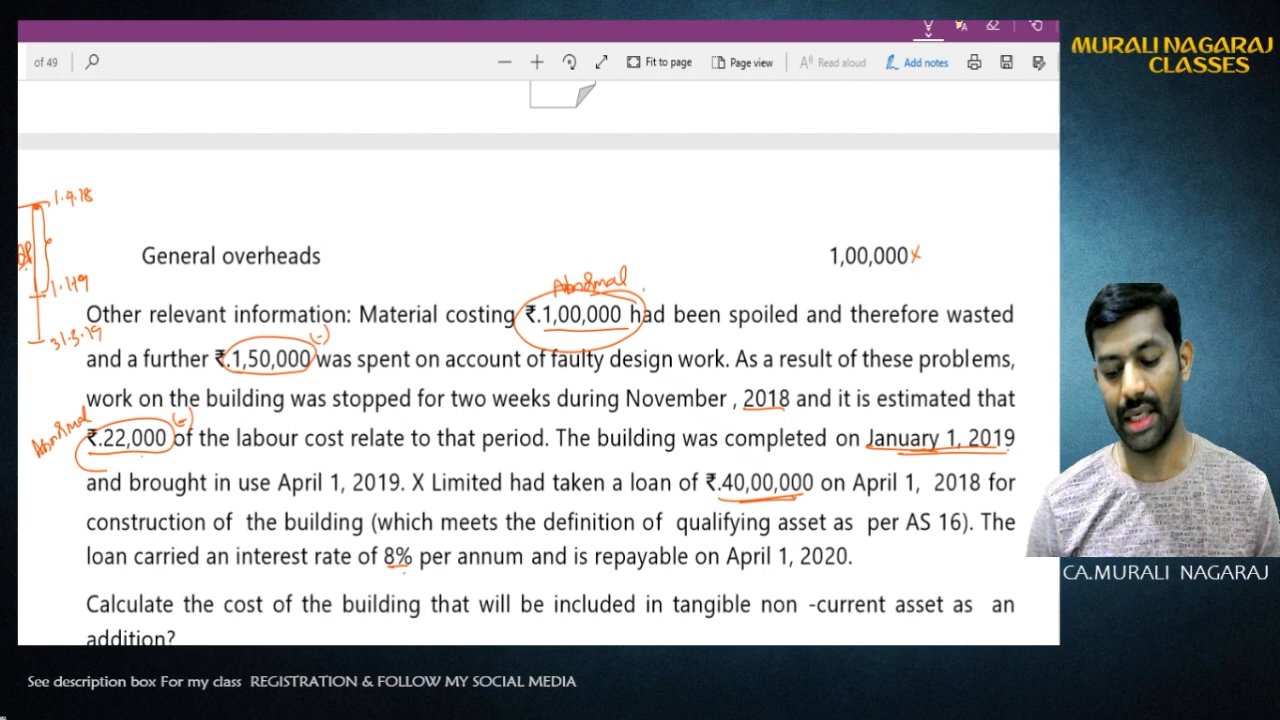 MURALI NAGARAJ
CLASSES
of 49
Fit to page
Page view
Read aloud
Add notes
1.4.18
General overheads 1,00,000 x
Abnormal
1.1.19
Other relevant information: Material costing ₹.1,00,000 had been spoiled and therefore wasted
31.3.19
(-)
and a further ₹.1,50,000 was spent on account of faulty design work. As a result of these problems,
work on the building was stopped for two weeks during November , 2018 and it is estimated that
Abnormal
(-)
₹.22,000 of the labour cost relate to that period. The building was completed on January 1, 2019
and brought in use April 1, 2019. X Limited had taken a loan of ₹.40,00,000 on April 1, 2018 for
construction of the building (which meets the definition of qualifying asset as per AS 16). The
loan carried an interest rate of 8% per annum and is repayable on April 1, 2020.
Calculate the cost of the building that will be included in tangible non -current asset as an
addition?
CA.MURALI NAGARAJ
See description box For my class REGISTRATION & FOLLOW MY SOCIAL MEDIA